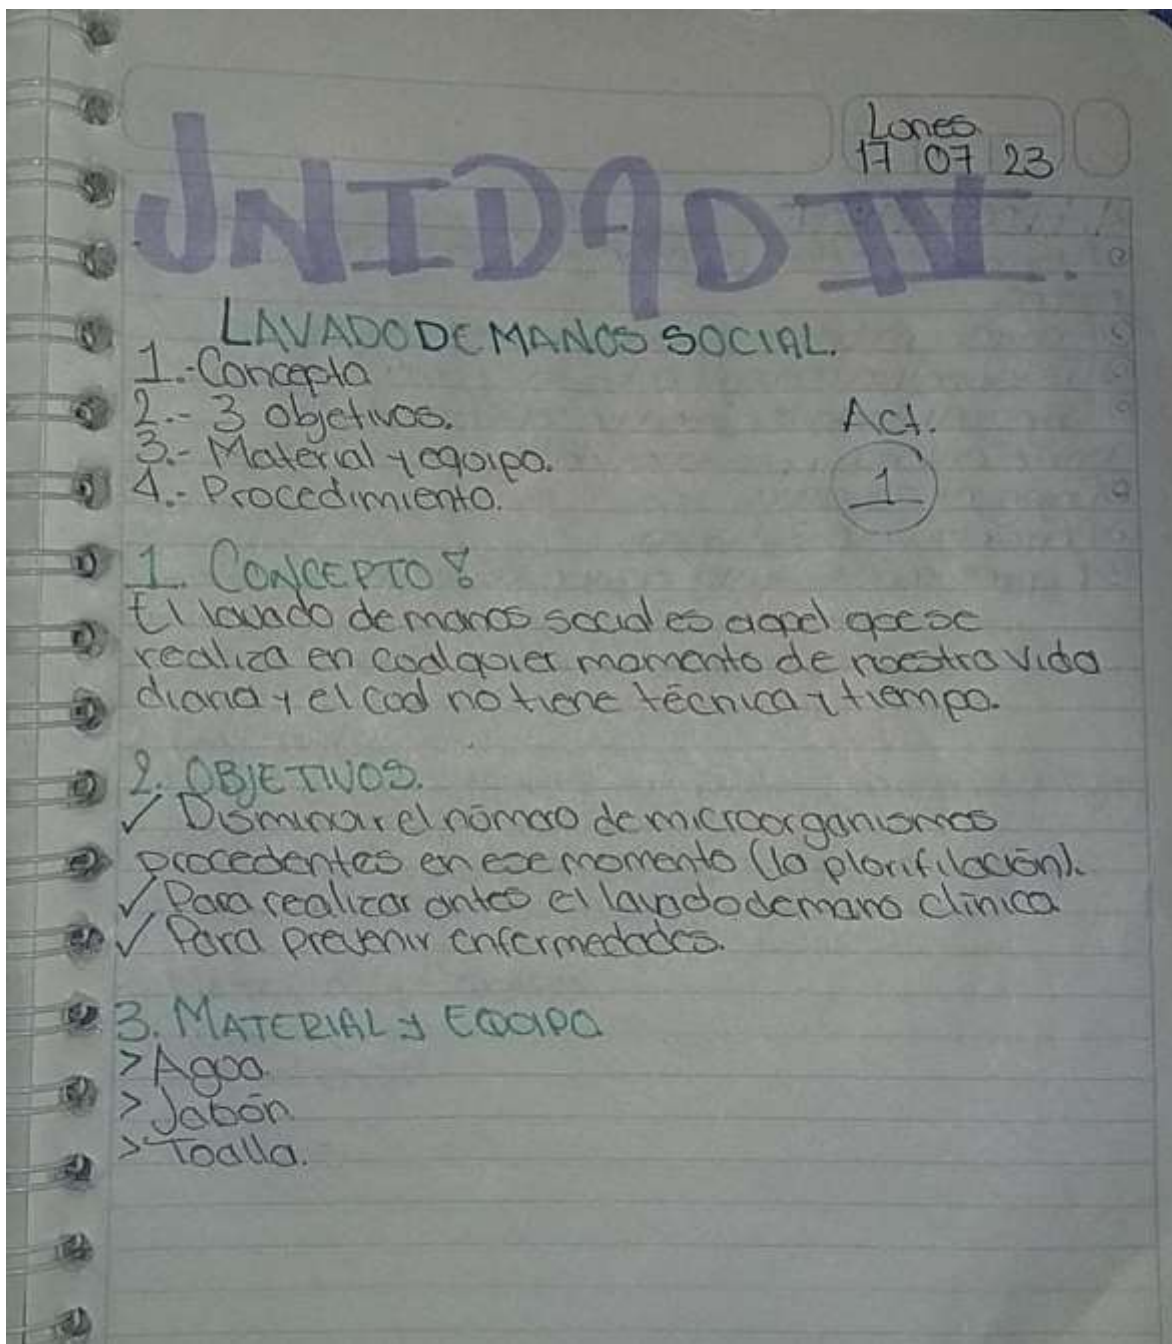 Lunes
17 07 23
UNIDAD IV
LAVADO DE MANOS SOCIAL.
1.-Concepto
2.- 3 objetivos.
3.- Material y equipo.
4.- Procedimiento.
Act.
1
1. CONCEPTO:
El lavado de manos social es aquel que se
realiza en cualquier momento de nuestra vida
diaria y el cual no tiene técnica y tiempo.
2. OBJETIVOS.
✓ Disminuir el número de microorganismos
procedentes en ese momento (la plorifilación).
✓ Para realizar antes el lavado de mano clínica
✓ Para prevenir enfermedades.
3. MATERIAL y EQUIPO
> Agua.
> Jabón
> Toalla.